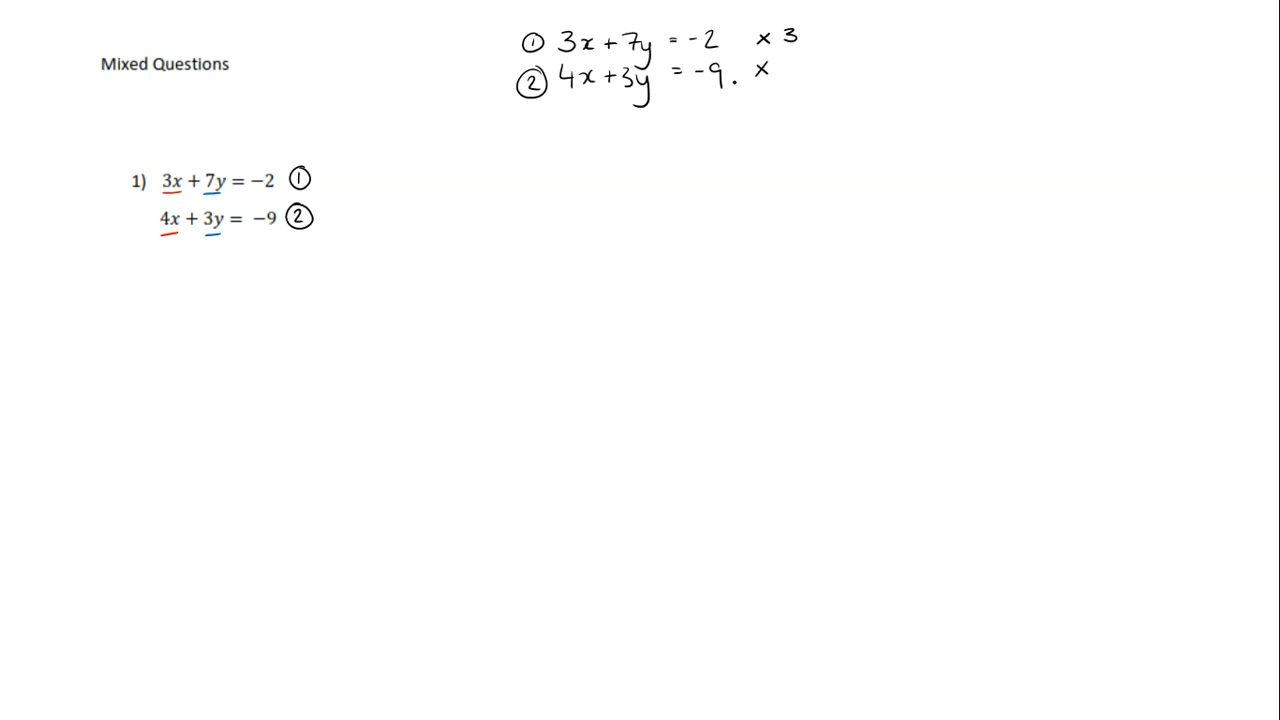 ① 3x + 7y = -2 × 3
Mixed Questions
② 4x + 3y = -9. ×
1) 3x + 7y = −2 ①
4x + 3y = −9 ②